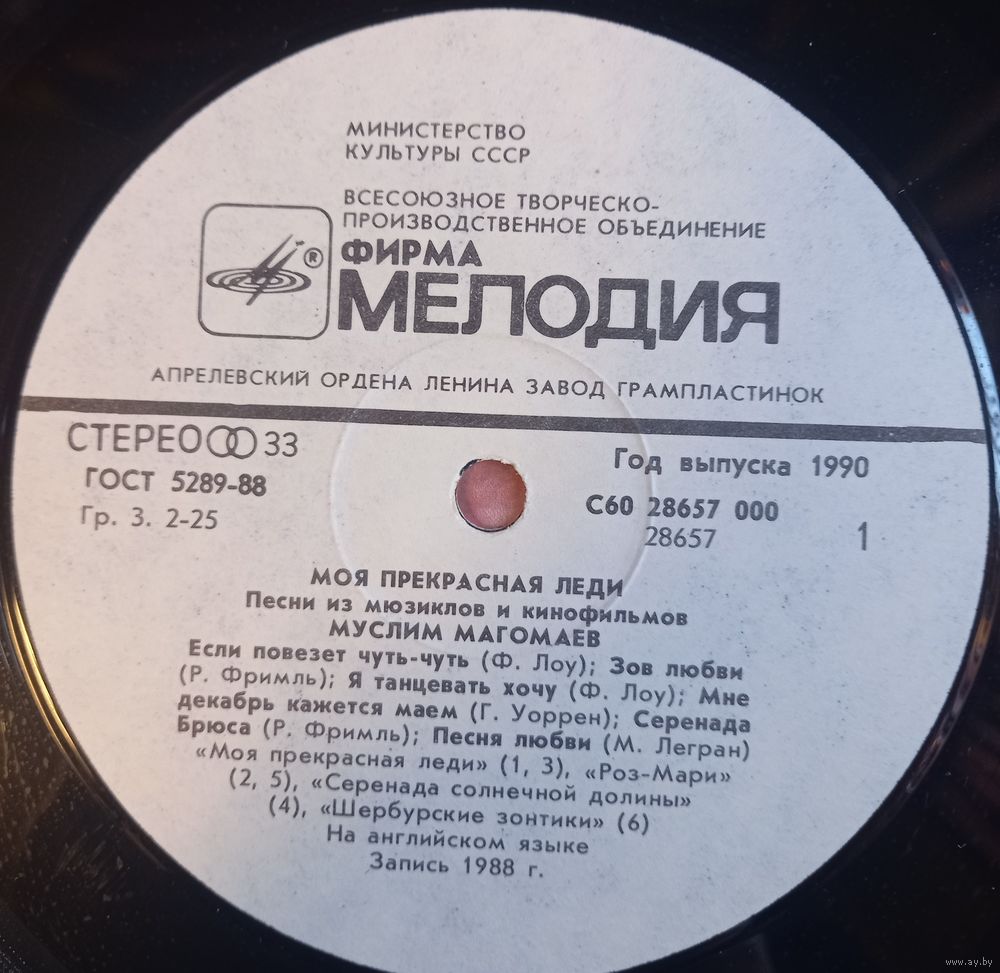 МИНИСТЕРСТВО
КУЛЬТУРЫ СССР
ВСЕСОЮЗНОЕ ТВОРЧЕСКО-
ПРОИЗВОДСТВЕННОЕ ОБЪЕДИНЕНИЕ
ФИРМА
®
МЕЛОДИЯ
АПРЕЛЕВСКИЙ ОРДЕНА ЛЕНИНА ЗАВОД ГРАМПЛАСТИНОК
СТЕРЕО 33
ГОСТ 5289-88
Гр. 3. 2-25
Год выпуска 1990
С60 28657 000
28657
1
МОЯ ПРЕКРАСНАЯ ЛЕДИ
Песни из мюзиклов и кинофильмов
МУСЛИМ МАГОМАЕВ
Если повезет чуть-чуть (Ф. Лоу); Зов любви
(Р. Фримль); Я танцевать хочу (Ф. Лоу); Мне
декабрь кажется маем (Г. Уоррен); Серенада
Брюса (Р. Фримль); Песня любви (М. Легран)
«Моя прекрасная леди» (1, 3), «Роз-Мари»
(2, 5), «Серенада солнечной долины»
(4), «Шербурские зонтики» (6)
На английском языке
Запись 1988 г.
www.ay.by